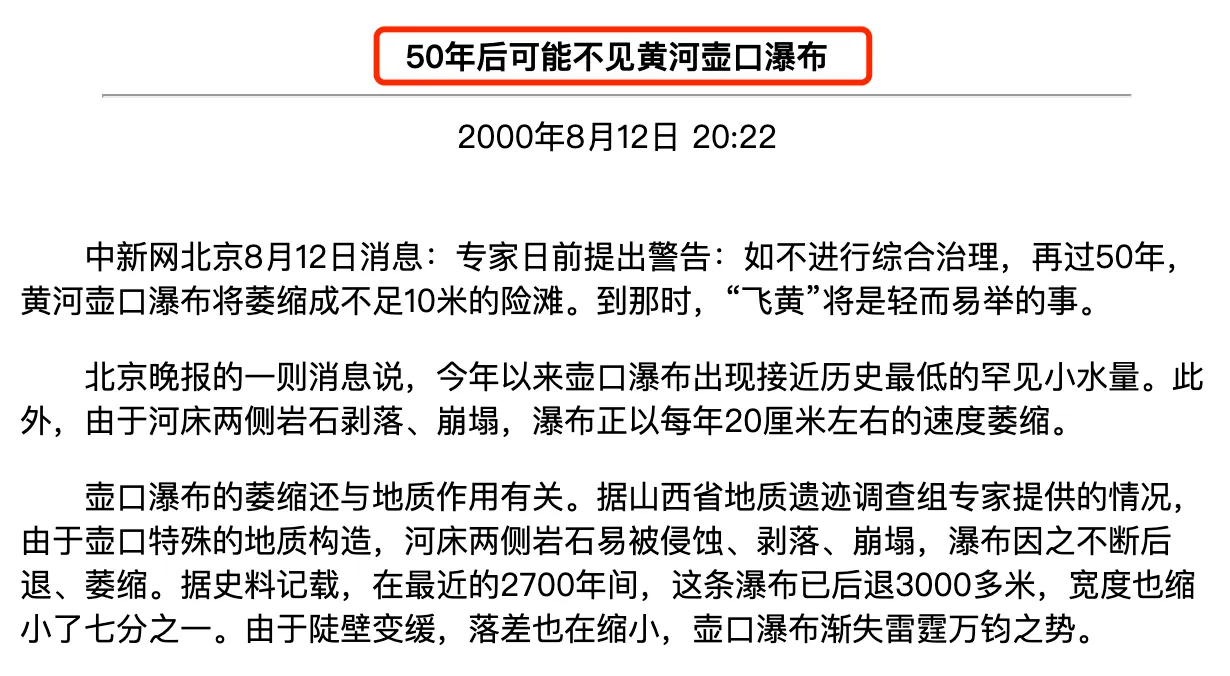 50年后可能不见黄河壶口瀑布
2000年8月12日 20:22
中新网北京8月12日消息：专家日前提出警告：如不进行综合治理，再过50年，
黄河壶口瀑布将萎缩成不足10米的险滩。到那时，“飞黄”将是轻而易举的事。
北京晚报的一则消息说，今年以来壶口瀑布出现接近历史最低的罕见小水量。此
外，由于河床两侧岩石剥落、崩塌，瀑布正以每年20厘米左右的速度萎缩。
壶口瀑布的萎缩还与地质作用有关。据山西省地质遗迹调查组专家提供的情况，
由于壶口特殊的地质构造，河床两侧岩石易被侵蚀、剥落、崩塌，瀑布因之不断后
退、萎缩。据史料记载，在最近的2700年间，这条瀑布已后退3000多米，宽度也缩
小了七分之一。由于陡壁变缓，落差也在缩小，壶口瀑布渐失雷霆万钧之势。